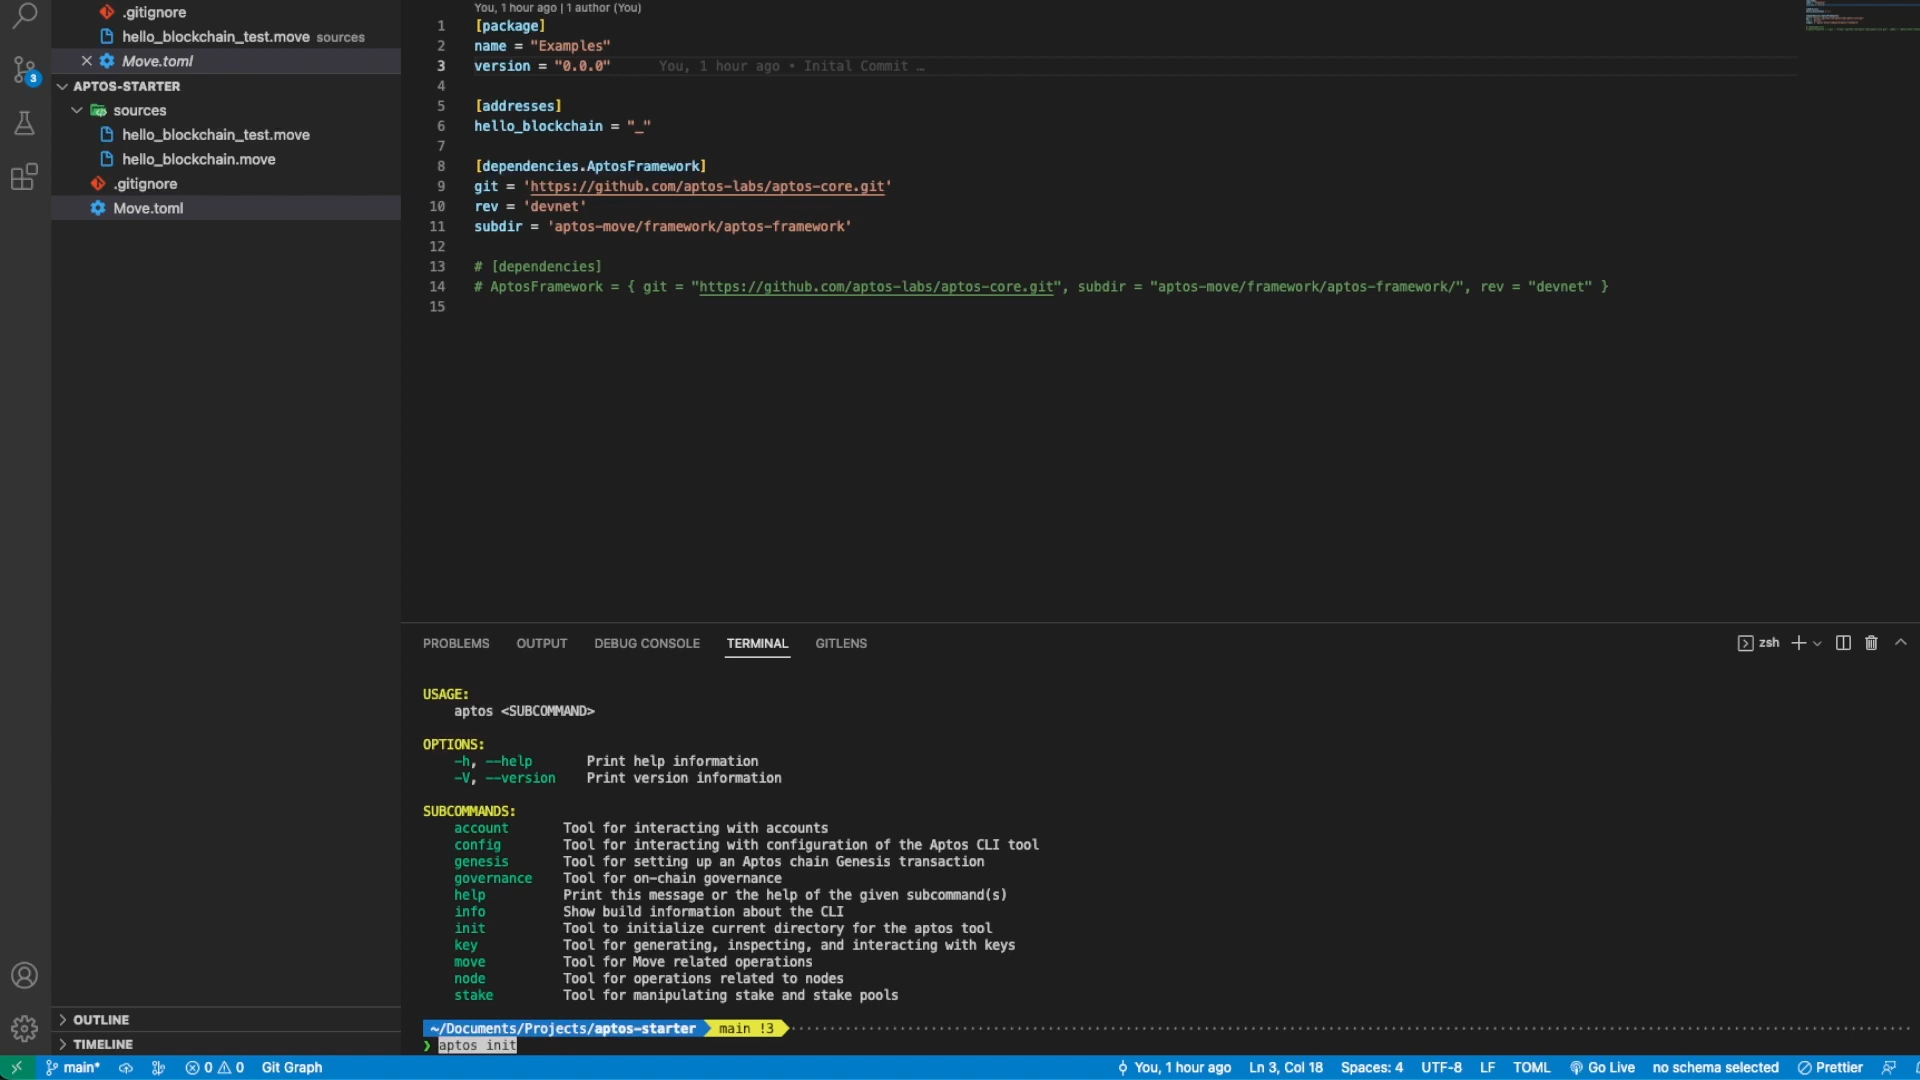 .gitignore
hello_blockchain_test.move sources
Move.toml
APTOS-STARTER
sources
hello_blockchain_test.move
hello_blockchain.move
.gitignore
Move.toml
OUTLINE
TIMELINE
3
You, 1 hour ago | 1 author (You)
1 [package]
2 name = "Examples"
3 version = "0.0.0" You, 1 hour ago • Inital Commit …
4
5 [addresses]
6 hello_blockchain = "_"
7
8 [dependencies.AptosFramework]
9 git = 'https://github.com/aptos-labs/aptos-core.git'
10 rev = 'devnet'
11 subdir = 'aptos-move/framework/aptos-framework'
12
13 # [dependencies]
14 # AptosFramework = { git = "https://github.com/aptos-labs/aptos-core.git", subdir = "aptos-move/framework/aptos-framework/", rev = "devnet" }
15
PROBLEMS OUTPUT DEBUG CONSOLE TERMINAL GITLENS zsh
USAGE:
aptos <SUBCOMMAND>
OPTIONS:
-h, --help Print help information
-V, --version Print version information
SUBCOMMANDS:
account Tool for interacting with accounts
config Tool for interacting with configuration of the Aptos CLI tool
genesis Tool for setting up an Aptos chain Genesis transaction
governance Tool for on-chain governance
help Print this message or the help of the given subcommand(s)
info Show build information about the CLI
init Tool to initialize current directory for the aptos tool
key Tool for generating, inspecting, and interacting with keys
move Tool for Move related operations
node Tool for operations related to nodes
stake Tool for manipulating stake and stake pools
~/Documents/Projects/aptos-starter main !3
❯ aptos init
main* 0 0 Git Graph You, 1 hour ago Ln 3, Col 18 Spaces: 4 UTF-8 LF TOML Go Live no schema selected Prettier